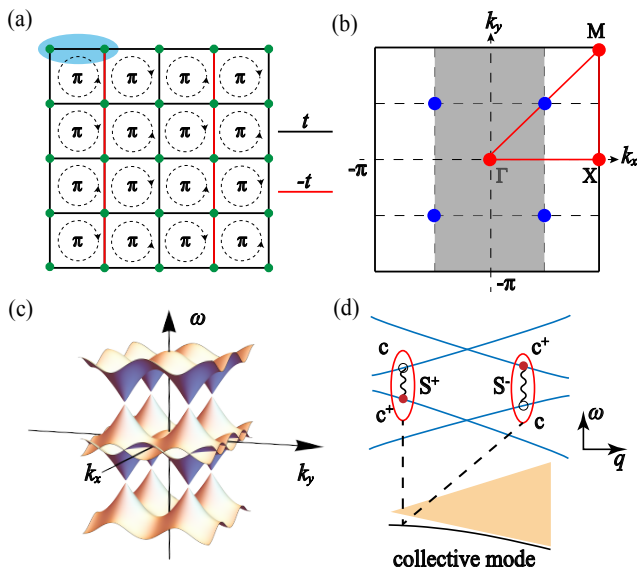 (a)
π π π π
π π π π
t
π π π π
-t
π π π π
(b)
k_y
M
-π
Γ
X
k_x
-π
(c)
ω
k_x
k_y
(d)
c
c⁺
S⁺
S⁻
c⁺
c
ω
q
collective mode